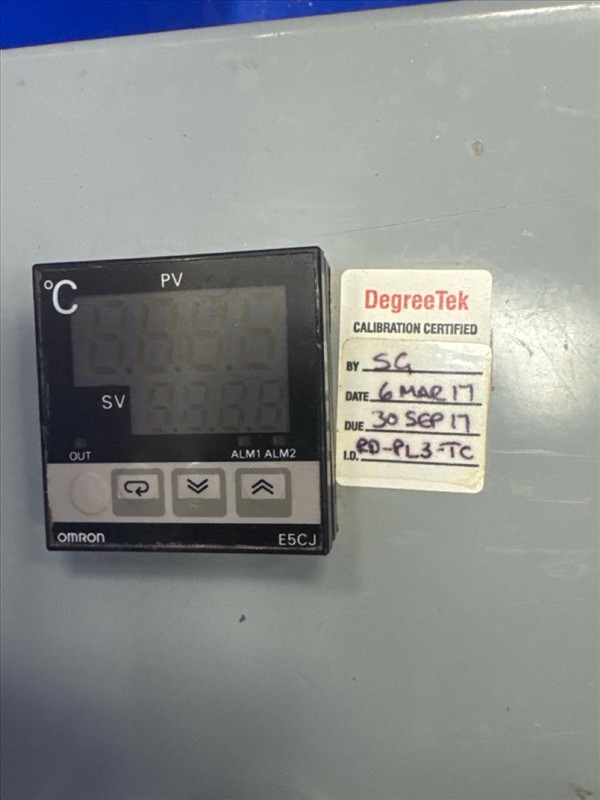 °C
PV
SV
OUT
ALM1 ALM2
OMRON
E5CJ
DegreeTek
CALIBRATION CERTIFIED
BY SG
DATE 6 MAR 17
DUE 30 SEP 17
I.D. RD-PL3-TC